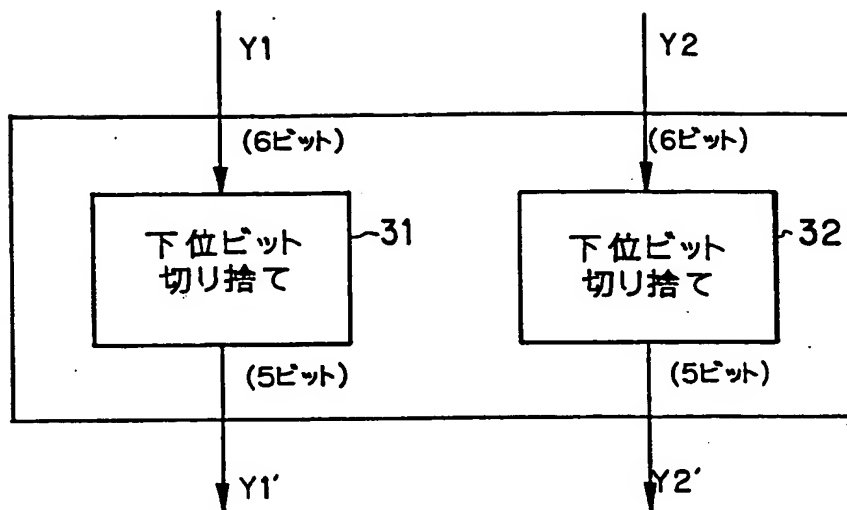 Y1
Y2
(6ビット)
(6ビット)
下位ビット
切り捨て
31
下位ビット
切り捨て
32
(5ビット)
(5ビット)
Y1′
Y2′